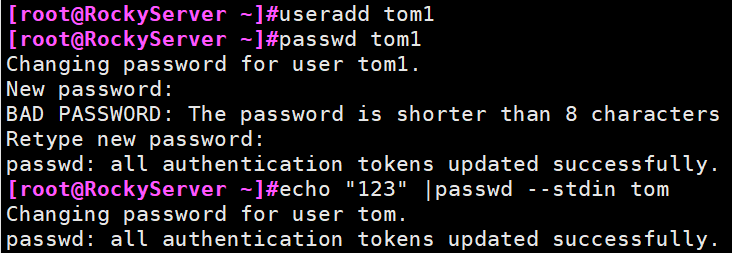 [root@RockyServer ~]#useradd tom1
[root@RockyServer ~]#passwd tom1
Changing password for user tom1.
New password:
BAD PASSWORD: The password is shorter than 8 characters
Retype new password:
passwd: all authentication tokens updated successfully.
[root@RockyServer ~]#echo "123" |passwd --stdin tom
Changing password for user tom.
passwd: all authentication tokens updated successfully.